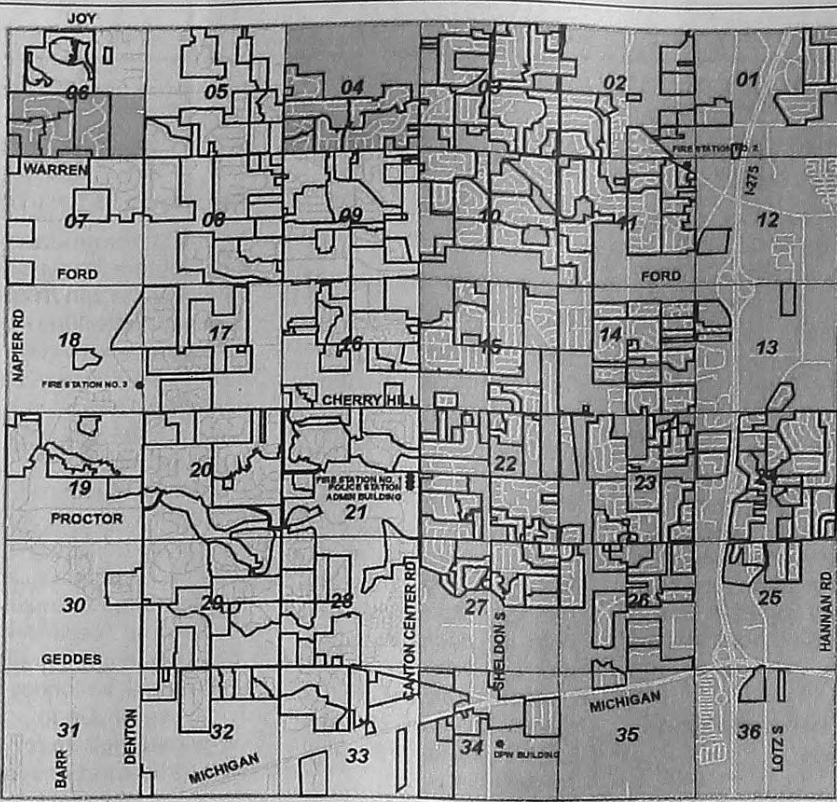 JOY
06
05
04
03
02
01
FIRE STATION NO. 2
WARREN
I-275
07
08
09
10
11
12
FORD
FORD
NAPIER RD
18
17
16
15
14
13
FIRE STATION NO. 3
CHERRY HILL
19
20
22
23
24
FIRE STATION NO. 1
POLICE STATION
ADMIN BUILDING
21
PROCTOR
30
29
28
27
26
25
CANTON CENTER RD
SHELDON S
HANNAN RD
GEDDES
31
BARR
DENTON
32
MICHIGAN
33
34
DPW BUILDING
MICHIGAN
35
36
LOTZ S